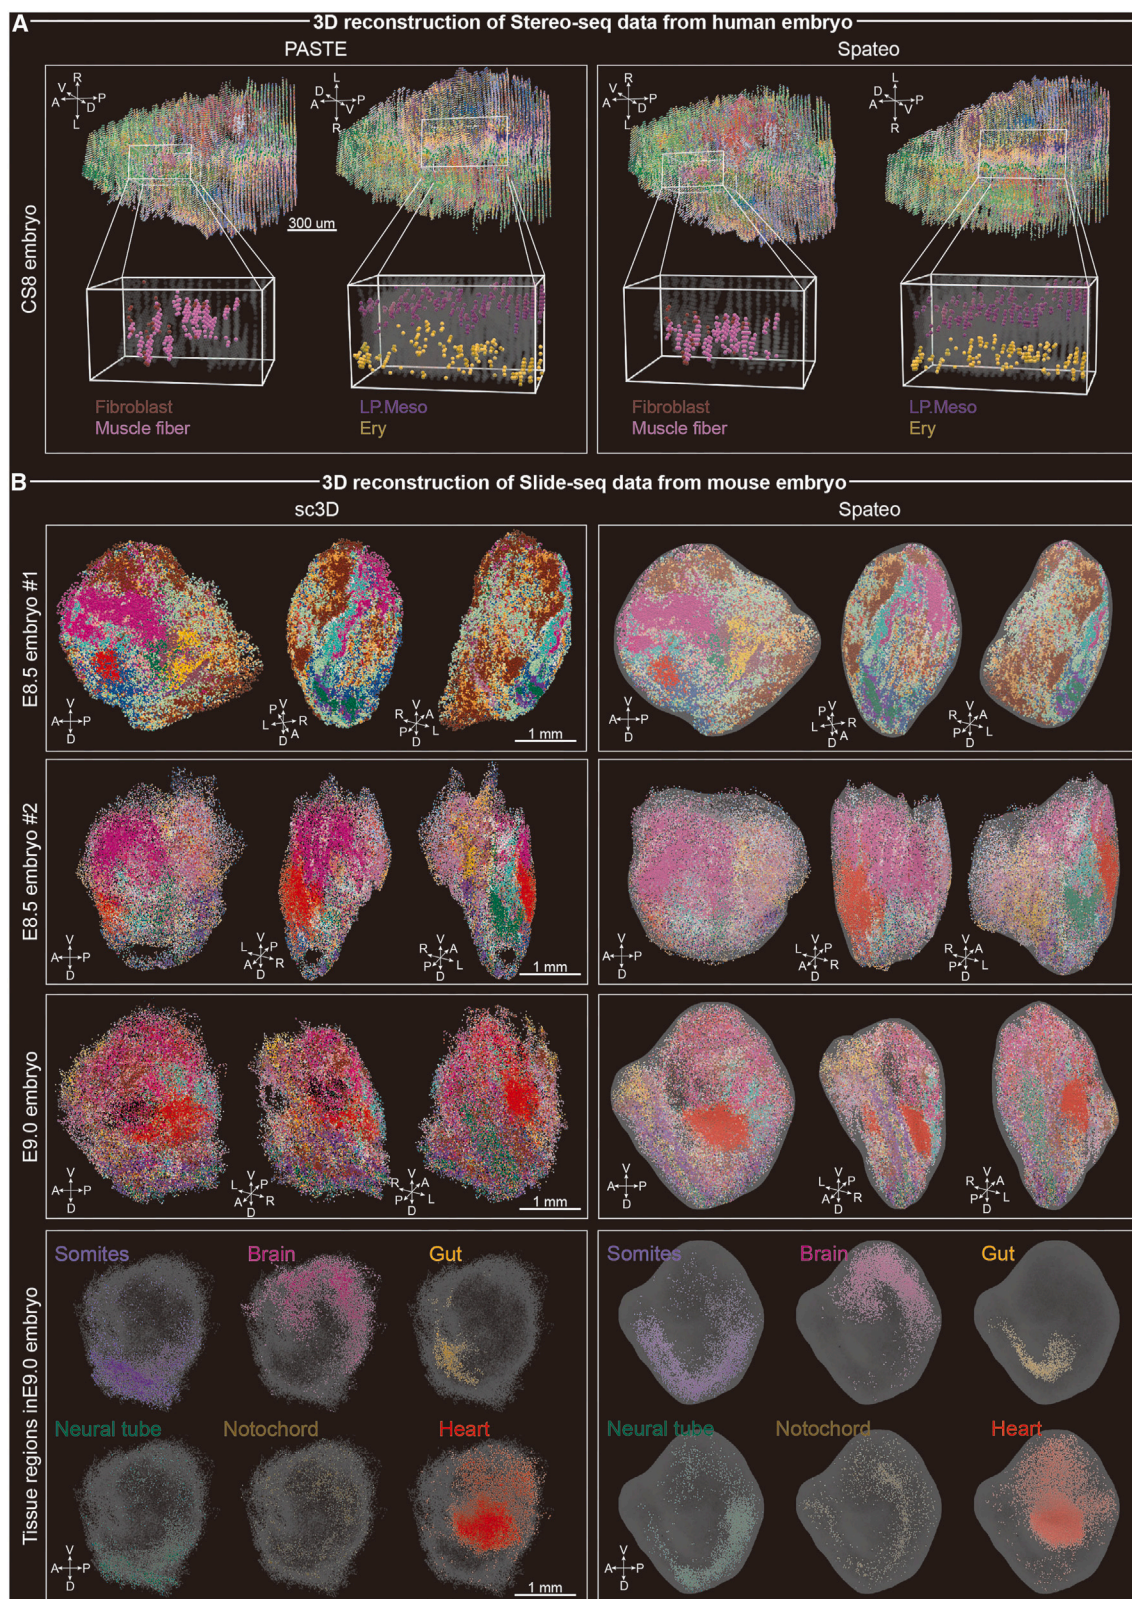 A
3D reconstruction of Stereo-seq data from human embryo
PASTE
Spateo
CS8 embryo
R
V
A
P
D
L
L
D
A
P
V
R
R
V
A
P
D
L
L
D
A
P
V
R
300 um
Fibroblast
Muscle fiber
LP.Meso
Ery
Fibroblast
Muscle fiber
LP.Meso
Ery
B
3D reconstruction of Slide-seq data from mouse embryo
sc3D
Spateo
E8.5 embryo #1
V
A P
D
V
P
L R
A
D
V
R A
P L
D
1 mm
V
A P
D
V
P
L R
A
D
V
R A
P L
D
E8.5 embryo #2
V
A P
D
V
L P
A R
D
V
R A
P L
D
1 mm
V
A P
D
V
L P
A R
D
V
R A
P L
D
E9.0 embryo
V
A P
D
V
L P
A R
D
V
R A
P L
D
1 mm
V
A P
D
V
L P
A R
D
V
R A
P L
D
Tissue regions inE9.0 embryo
Somites
Brain
Gut
Neural tube
Notochord
Heart
V
A P
D
1 mm
Somites
Brain
Gut
Neural tube
Notochord
Heart
V
A P
D